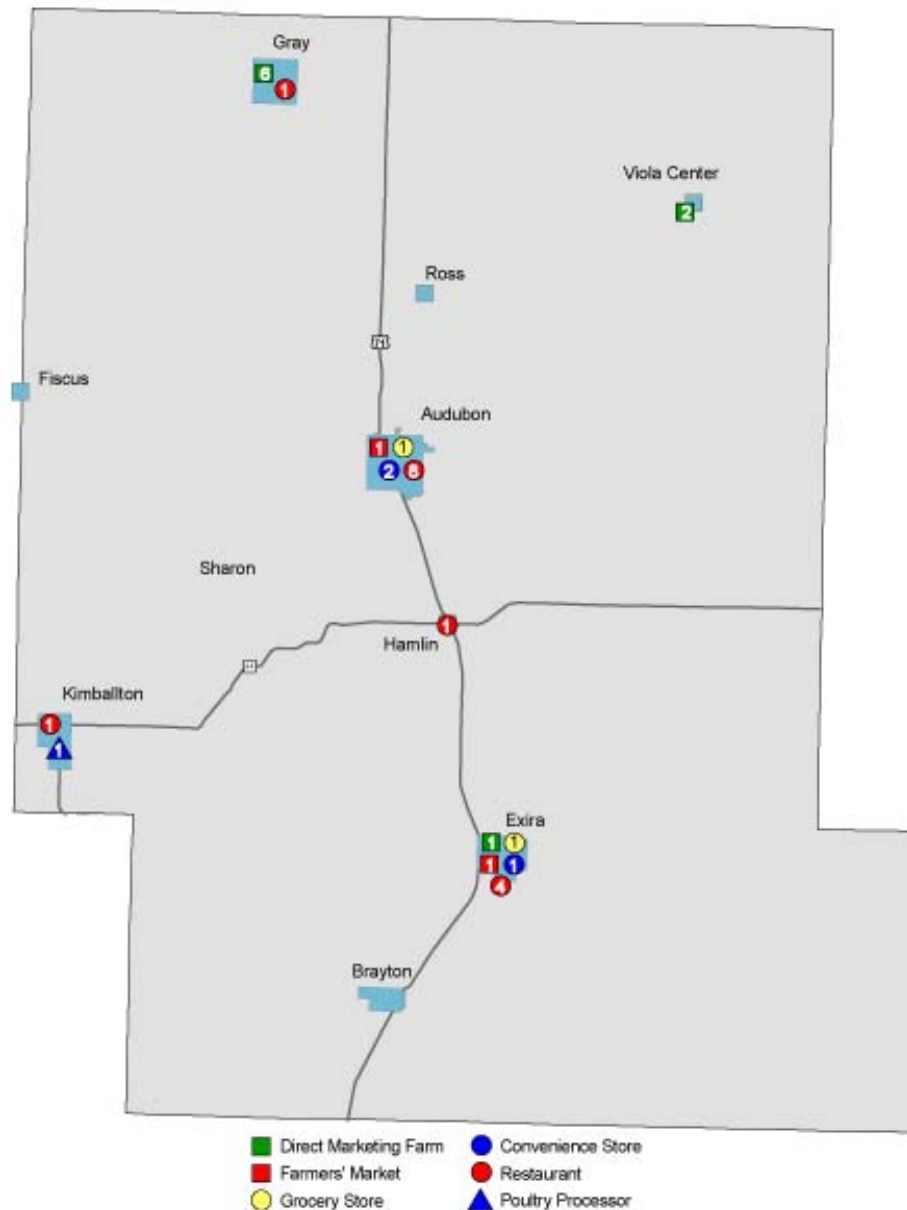 Gray
6
1
Viola Center
2
Ross
71
Fiscus
Audubon
1 1
2 8
Sharon
1
Hamlin
Kimballton
1
1
Exira
1 1
1 1
4
Brayton
Direct Marketing Farm Convenience Store
Farmers' Market Restaurant
Grocery Store Poultry Processor